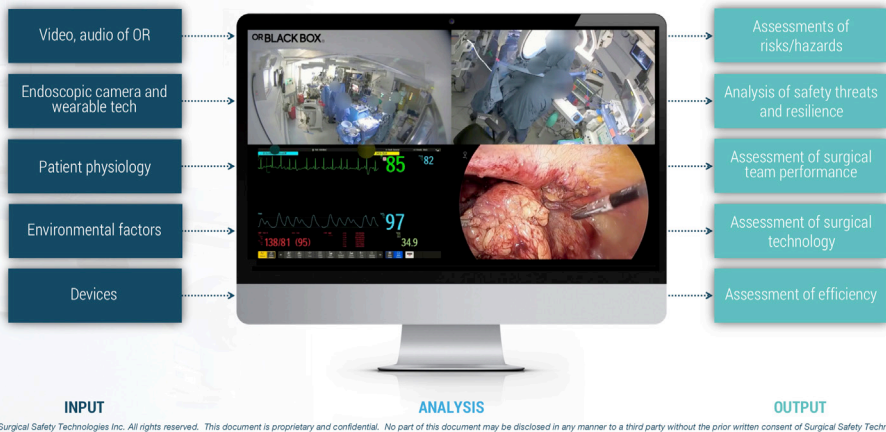 Video, audio of OR
Endoscopic camera and
wearable tech
Patient physiology
Environmental factors
Devices
OR BLACK BOX
85
82
97
138/81 (95)
34.9
Assessments of
risks/hazards
Analysis of safety threats
and resilience
Assessment of surgical
team performance
Assessment of surgical
technology
Assessment of efficiency
INPUT
ANALYSIS
OUTPUT
Surgical Safety Technologies Inc. All rights reserved. This document is proprietary and confidential. No part of this document may be disclosed in any manner to a third party without the prior written consent of Surgical Safety